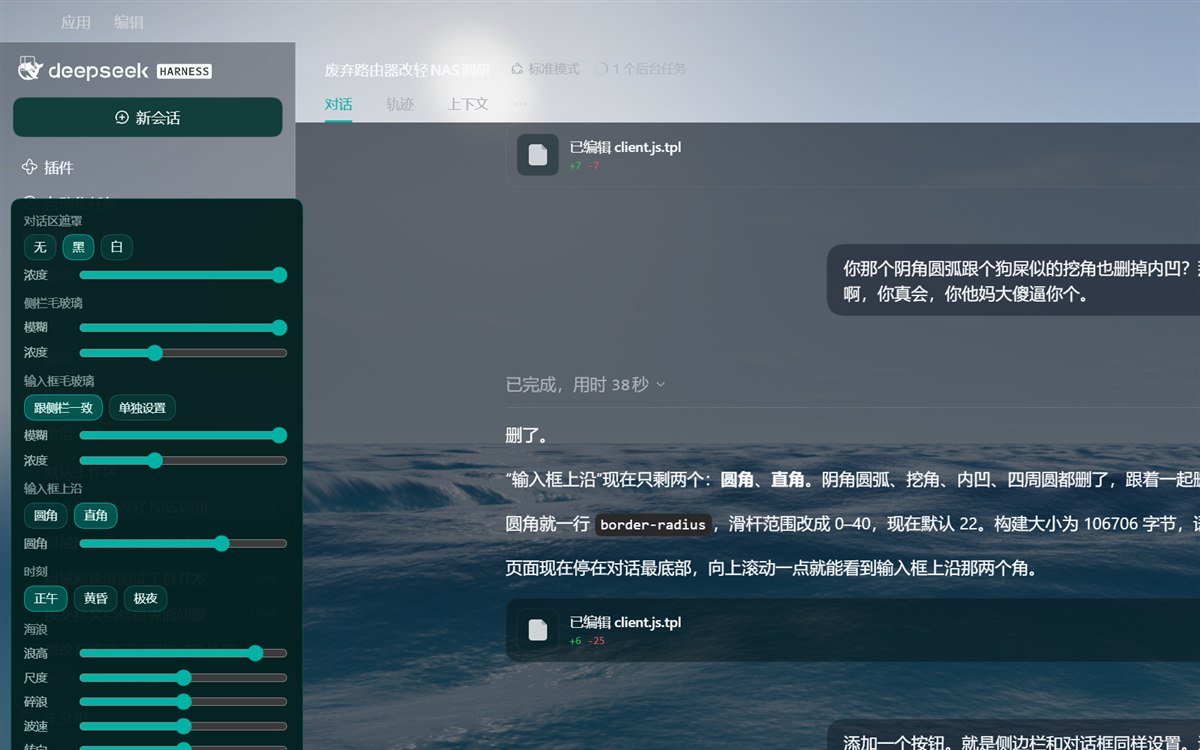 应用 编辑
deepseek HARNESS
新会话
插件
废弃路由器改轻NAS调研 标准模式 1 个后台任务
对话 轨迹 上下文 ···
对话区遮罩
无 黑 白
浓度
侧栏毛玻璃
模糊
浓度
输入框毛玻璃
跟侧栏一致 单独设置
模糊
浓度
输入框上沿
圆角 直角
圆角
时刻
正午 黄昏 极夜
海浪
浪高
尺度
碎浪
波速
转向
已编辑 client.js.tpl
+7 -7
你那个阴角圆弧跟个狗屎似的挖角也删掉内凹？
啊，你真会，你他妈大傻逼你个。
已完成，用时 38秒
删了。
“输入框上沿”现在只剩两个：圆角、直角。阴角圆弧、挖角、内凹、四周圆都删了，跟着一起
圆角就一行 border-radius ，滑杆范围改成 0–40，现在默认 22。构建大小为 106706 字节，
页面现在停在对话最底部，向上滚动一点就能看到输入框上沿那两个角。
已编辑 client.js.tpl
+6 -25
添加一个按钮。就是侧边栏和对话框同样设置。